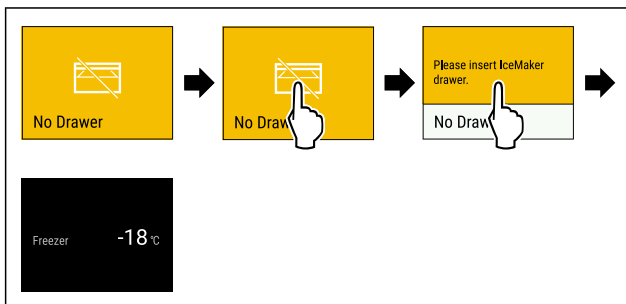 No Drawer
No Draw
Please insert IceMaker
drawer.
No Draw
Freezer -18 °C